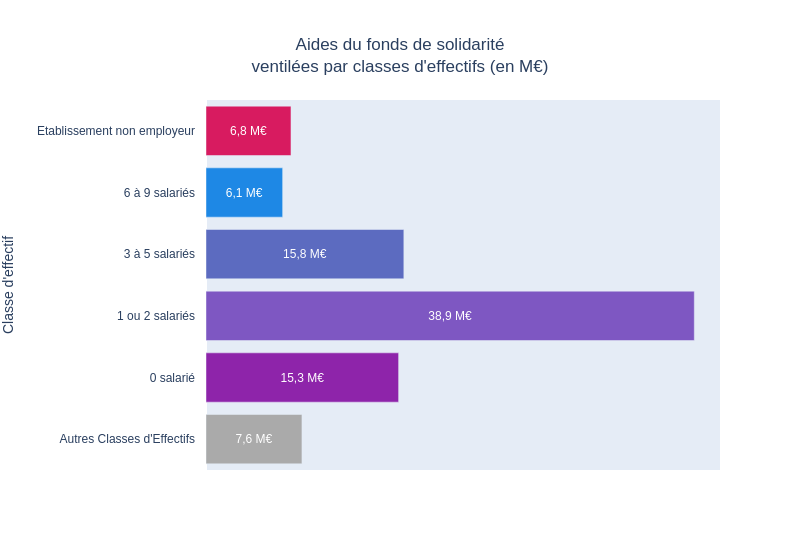 Aides du fonds de solidarité
ventilées par classes d'effectifs (en M€)
Classe d'effectif
Etablissement non employeur
6,8 M€
6 à 9 salariés
6,1 M€
3 à 5 salariés
15,8 M€
1 ou 2 salariés
38,9 M€
0 salarié
15,3 M€
Autres Classes d'Effectifs
7,6 M€